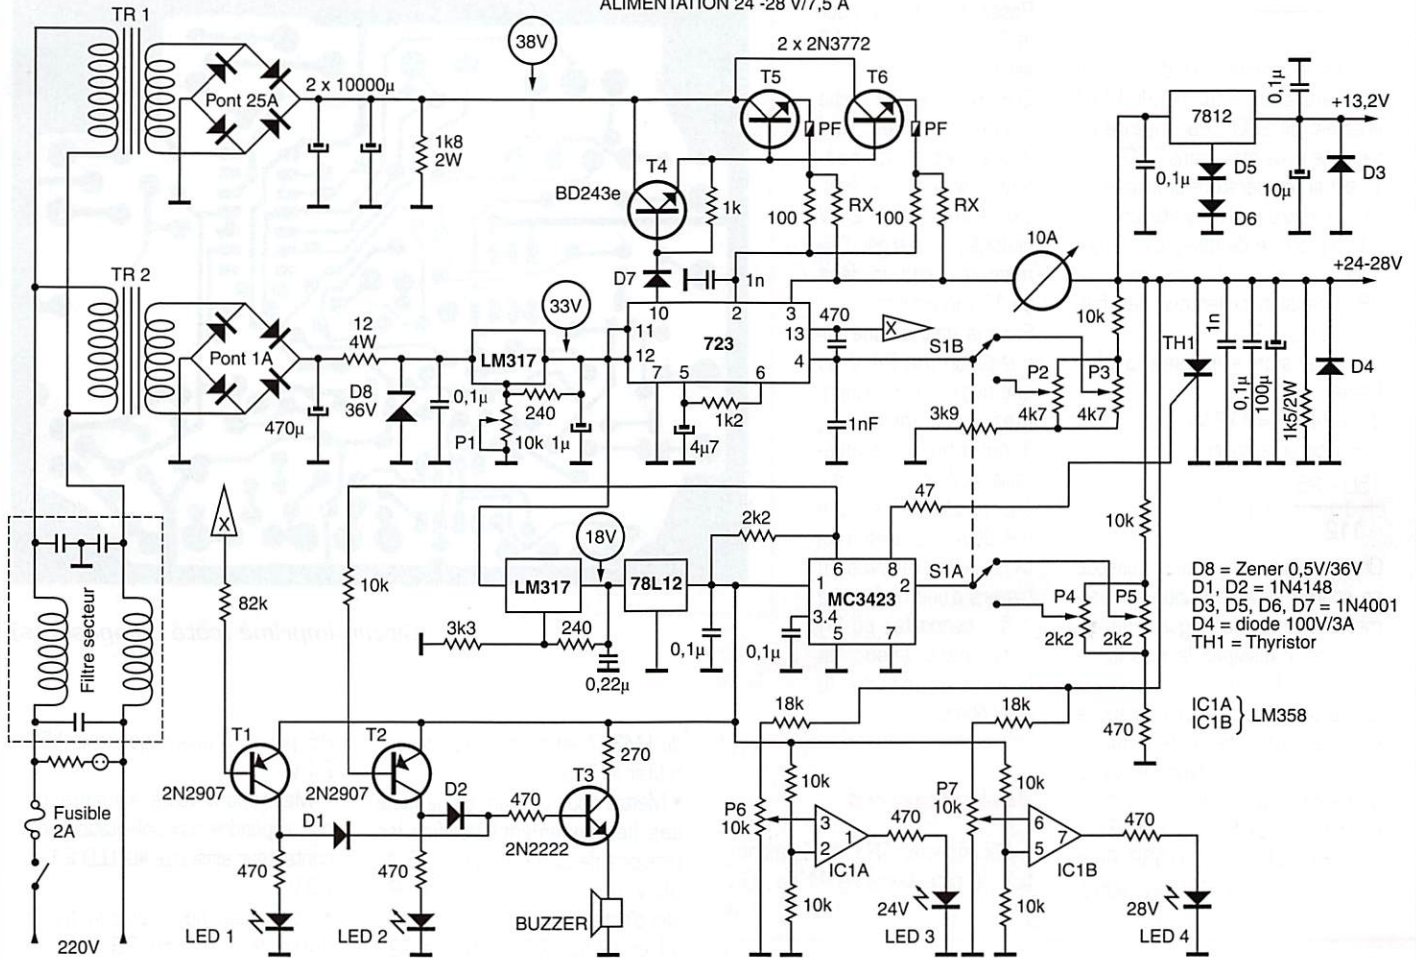 ALIMENTATION 24 -28 V/7,5 A
TR 1
38V
2 x 2N3772
T5
T6
2 x 10000µ
Pont 25A
1k8
2W
PF
PF
T4
BD243e
1k
100
RX
100
RX
0,1µ
+13,2V
7812
0,1µ
D5
D6
10µ
D3
10A
+24-28V
TR 2
D7
1n
33V
12
4W
Pont 1A
LM317
10
2
3
11
12
723
13
4
7
5
6
470
X
S1B
10k
TH1
1n
0,1µ
100µ
1k5/2W
D4
P2
P3
4k7
4k7
3k9
D8
36V
0,1µ
470µ
P1
10k
240
1µ
1k2
4µ7
1nF
X
47
2k2
18V
10k
82k
LM317
78L12
6
8
1
2
MC3423
3.4
5
7
S1A
10k
P4
P5
2k2
2k2
D8 = Zener 0,5V/36V
D1, D2 = 1N4148
D3, D5, D6, D7 = 1N4001
D4 = diode 100V/3A
TH1 = Thyristor
3k3
240
0,22µ
0,1µ
0,1µ
Filtre secteur
18k
18k
470
IC1A
IC1B
LM358
T1
2N2907
T2
2N2907
D1
D2
470
T3
2N2222
270
10k
10k
P6
10k
P7
10k
3
2
1
IC1A
470
6
5
7
IC1B
470
Fusible
2A
470
470
10k
10k
BUZZER
24V
28V
LED 1
LED 2
LED 3
LED 4
220V